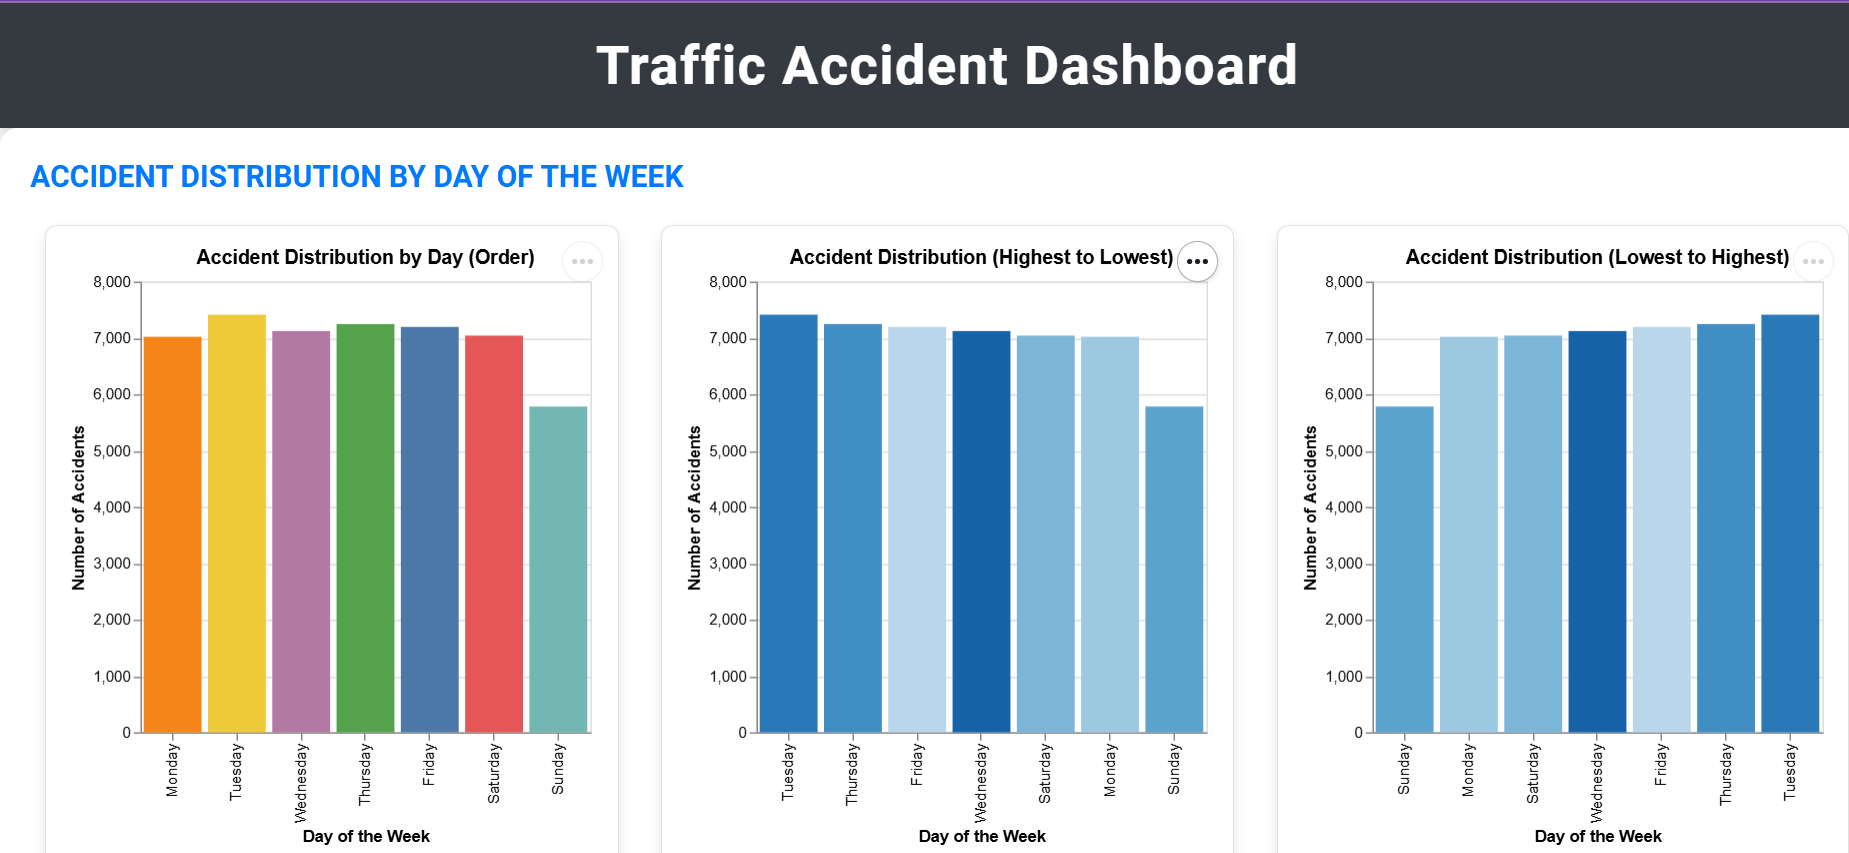 Traffic Accident Dashboard
ACCIDENT DISTRIBUTION BY DAY OF THE WEEK
Accident Distribution by Day (Order)
8,000
7,000
6,000
5,000
4,000
3,000
2,000
1,000
0
Number of Accidents
Monday
Tuesday
Wednesday
Thursday
Friday
Saturday
Sunday
Day of the Week
Accident Distribution (Highest to Lowest)
8,000
7,000
6,000
5,000
4,000
3,000
2,000
1,000
0
Number of Accidents
Tuesday
Thursday
Friday
Wednesday
Saturday
Monday
Sunday
Day of the Week
Accident Distribution (Lowest to Highest)
8,000
7,000
6,000
5,000
4,000
3,000
2,000
1,000
0
Number of Accidents
Sunday
Monday
Saturday
Wednesday
Friday
Thursday
Tuesday
Day of the Week